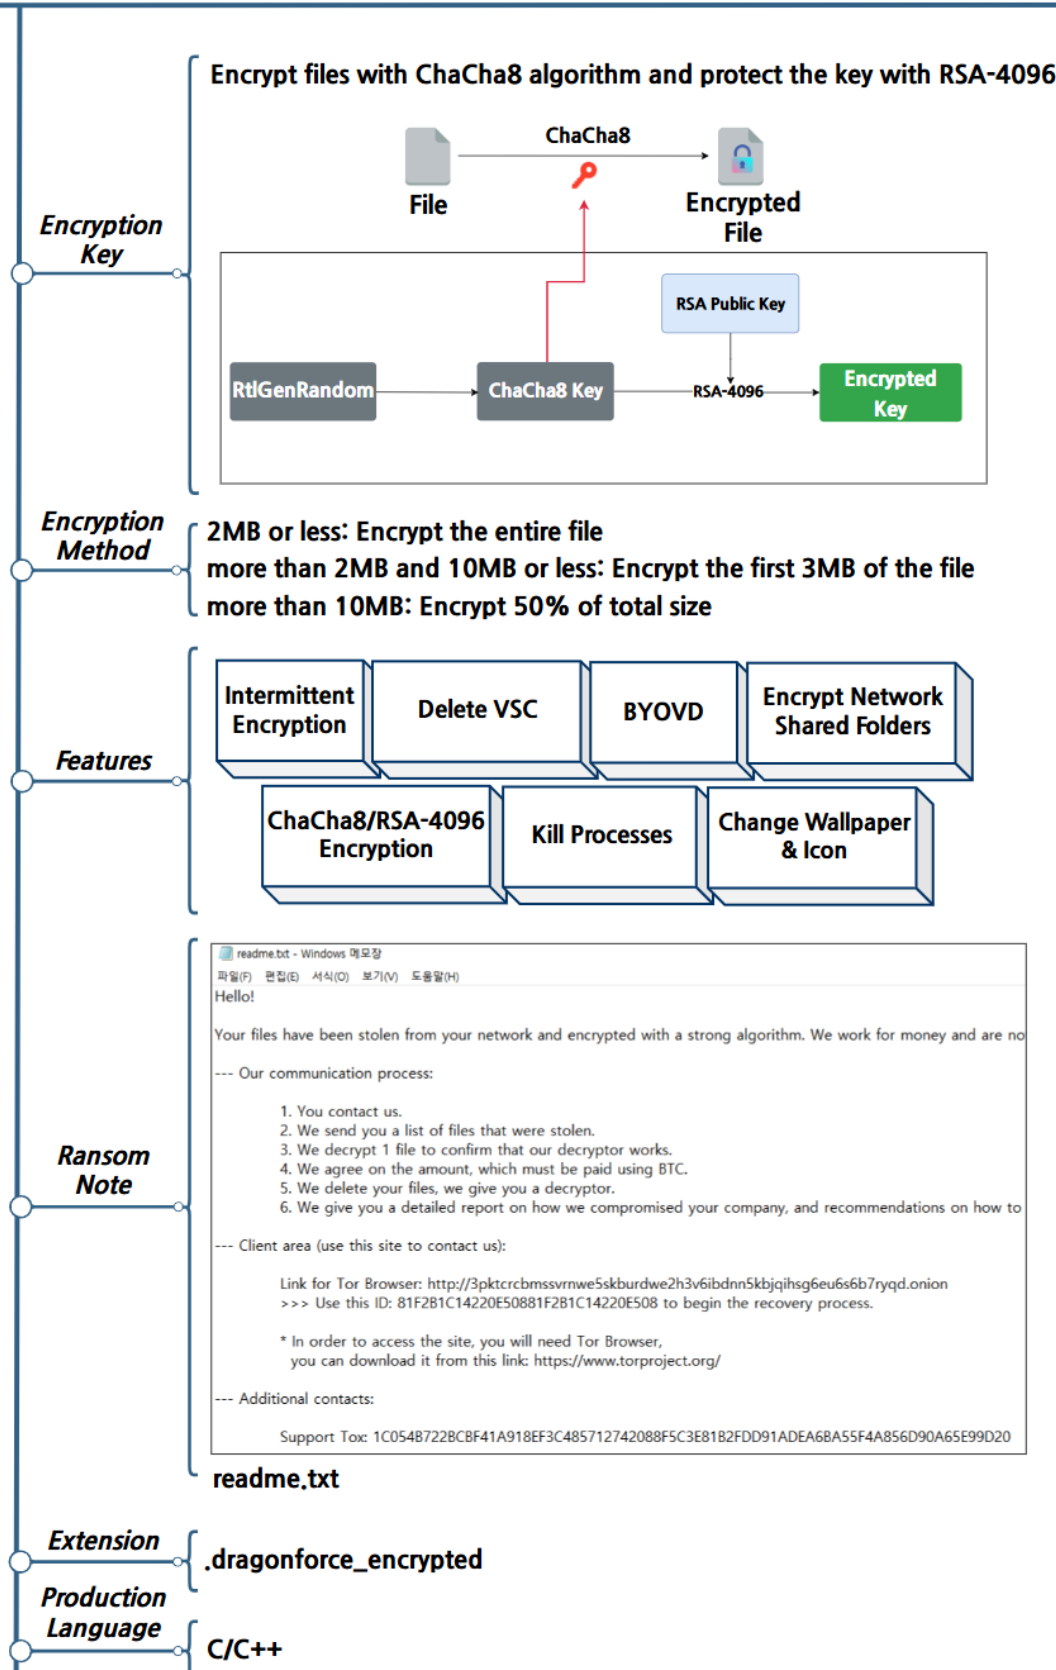 Encrypt files with ChaCha8 algorithm and protect the key with RSA-4096
ChaCha8
File
Encrypted
File
Encryption
Key
RSA Public Key
RtlGenRandom
ChaCha8 Key
RSA-4096
Encrypted
Key
Encryption
Method
2MB or less: Encrypt the entire file
more than 2MB and 10MB or less: Encrypt the first 3MB of the file
more than 10MB: Encrypt 50% of total size
Features
Intermittent
Encryption
Delete VSC
BYOVD
Encrypt Network
Shared Folders
ChaCha8/RSA-4096
Encryption
Kill Processes
Change Wallpaper
& Icon
Ransom
Note
readme.txt - Windows 메모장
파일(F) 편집(E) 서식(O) 보기(V) 도움말(H)
Hello!
Your files have been stolen from your network and encrypted with a strong algorithm. We work for money and are no
--- Our communication process:
1. You contact us.
2. We send you a list of files that were stolen.
3. We decrypt 1 file to confirm that our decryptor works.
4. We agree on the amount, which must be paid using BTC.
5. We delete your files, we give you a decryptor.
6. We give you a detailed report on how we compromised your company, and recommendations on how to
--- Client area (use this site to contact us):
Link for Tor Browser: http://3pktcrcbmssvrnwe5skburdwe2h3v6ibdnn5kbjqihsg6eu6s6b7ryqd.onion
>>> Use this ID: 81F2B1C14220E50881F2B1C14220E508 to begin the recovery process.
* In order to access the site, you will need Tor Browser,
you can download it from this link: https://www.torproject.org/
--- Additional contacts:
Support Tox: 1C054B722BCBF41A918EF3C485712742088F5C3E81B2FDD91ADEA6BA55F4A856D90A65E99D20
readme.txt
Extension
.dragonforce_encrypted
Production
Language
C/C++